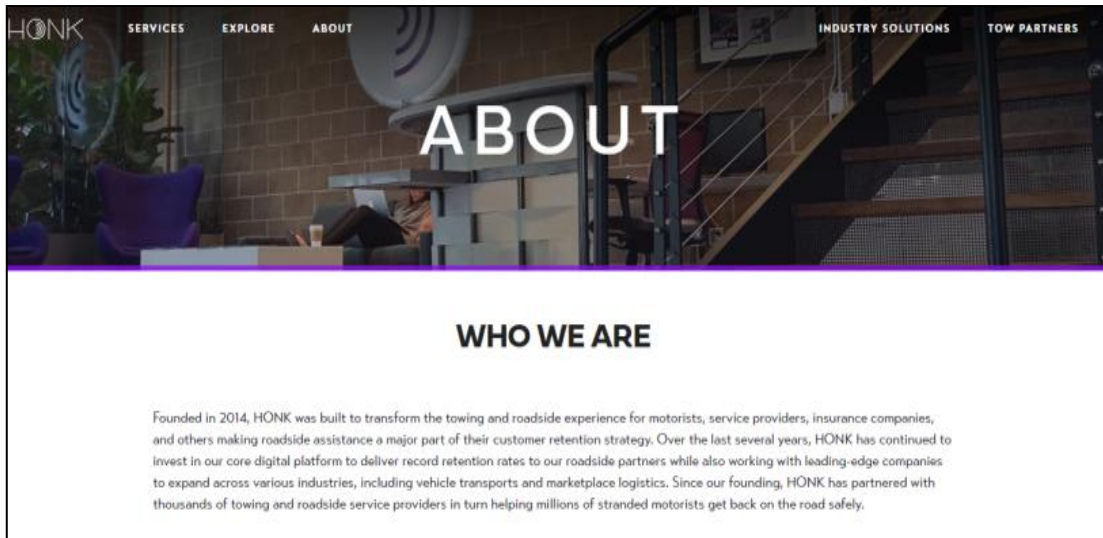 HONK SERVICES EXPLORE ABOUT INDUSTRY SOLUTIONS TOW PARTNERS
ABOUT
WHO WE ARE
Founded in 2014, HONK was built to transform the towing and roadside experience for motorists, service providers, insurance companies,
and others making roadside assistance a major part of their customer retention strategy. Over the last several years, HONK has continued to
invest in our core digital platform to deliver record retention rates to our roadside partners while also working with leading-edge companies
to expand across various industries, including vehicle transports and marketplace logistics. Since our founding, HONK has partnered with
thousands of towing and roadside service providers in turn helping millions of stranded motorists get back on the road safely.